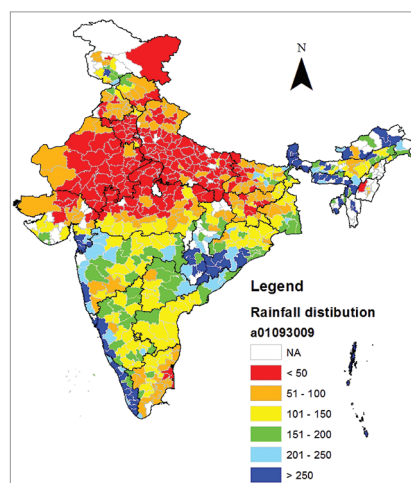 N
Legend
Rainfall distibution
a01093009
NA
< 50
51 - 100
101 - 150
151 - 200
201 - 250
> 250